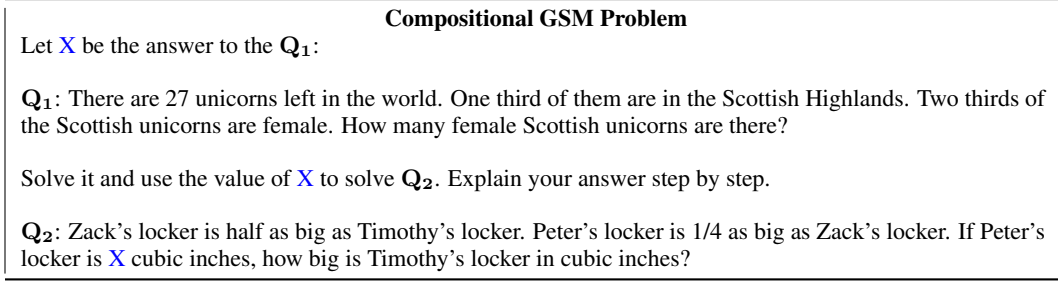 Compositional GSM Problem
Let X be the answer to the Q₁:
Q₁: There are 27 unicorns left in the world. One third of them are in the Scottish Highlands. Two thirds of
the Scottish unicorns are female. How many female Scottish unicorns are there?
Solve it and use the value of X to solve Q₂. Explain your answer step by step.
Q₂: Zack's locker is half as big as Timothy's locker. Peter's locker is 1/4 as big as Zack's locker. If Peter's
locker is X cubic inches, how big is Timothy's locker in cubic inches?